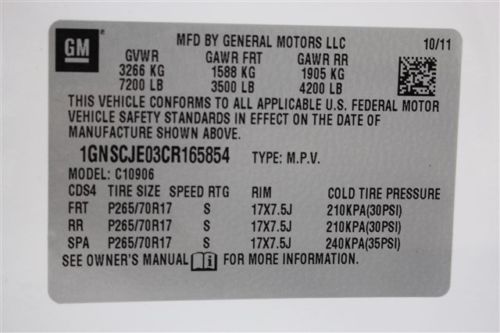 GM
MFD BY GENERAL MOTORS LLC 10/11
GVWR GAWR FRT GAWR RR
3266 KG 1588 KG 1905 KG
7200 LB 3500 LB 4200 LB
THIS VEHICLE CONFORMS TO ALL APPLICABLE U.S. FEDERAL MOTOR
VEHICLE SAFETY STANDARDS IN EFFECT ON THE DATE OF
MANUFACTURE SHOWN ABOVE.
1GNSCJE03CR165854 TYPE: M.P.V.
MODEL: C10906
CDS4 TIRE SIZE SPEED RTG RIM COLD TIRE PRESSURE
FRT P265/70R17 S 17X7.5J 210KPA(30PSI)
RR P265/70R17 S 17X7.5J 210KPA(30PSI)
SPA P265/70R17 S 17X7.5J 240KPA(35PSI)
SEE OWNER'S MANUAL FOR MORE INFORMATION.